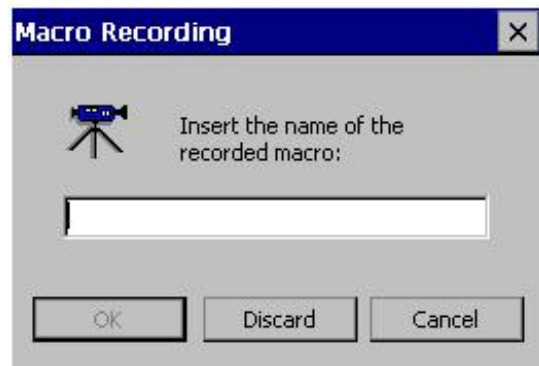 Macro Recording
Insert the name of the
recorded macro:
OK
Discard
Cancel